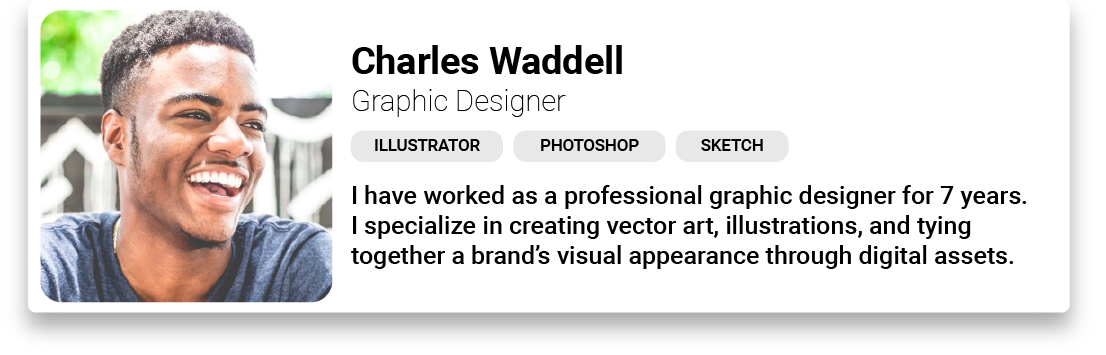 Charles Waddell
Graphic Designer
ILLUSTRATOR PHOTOSHOP SKETCH
I have worked as a professional graphic designer for 7 years.
I specialize in creating vector art, illustrations, and tying
together a brand’s visual appearance through digital assets.